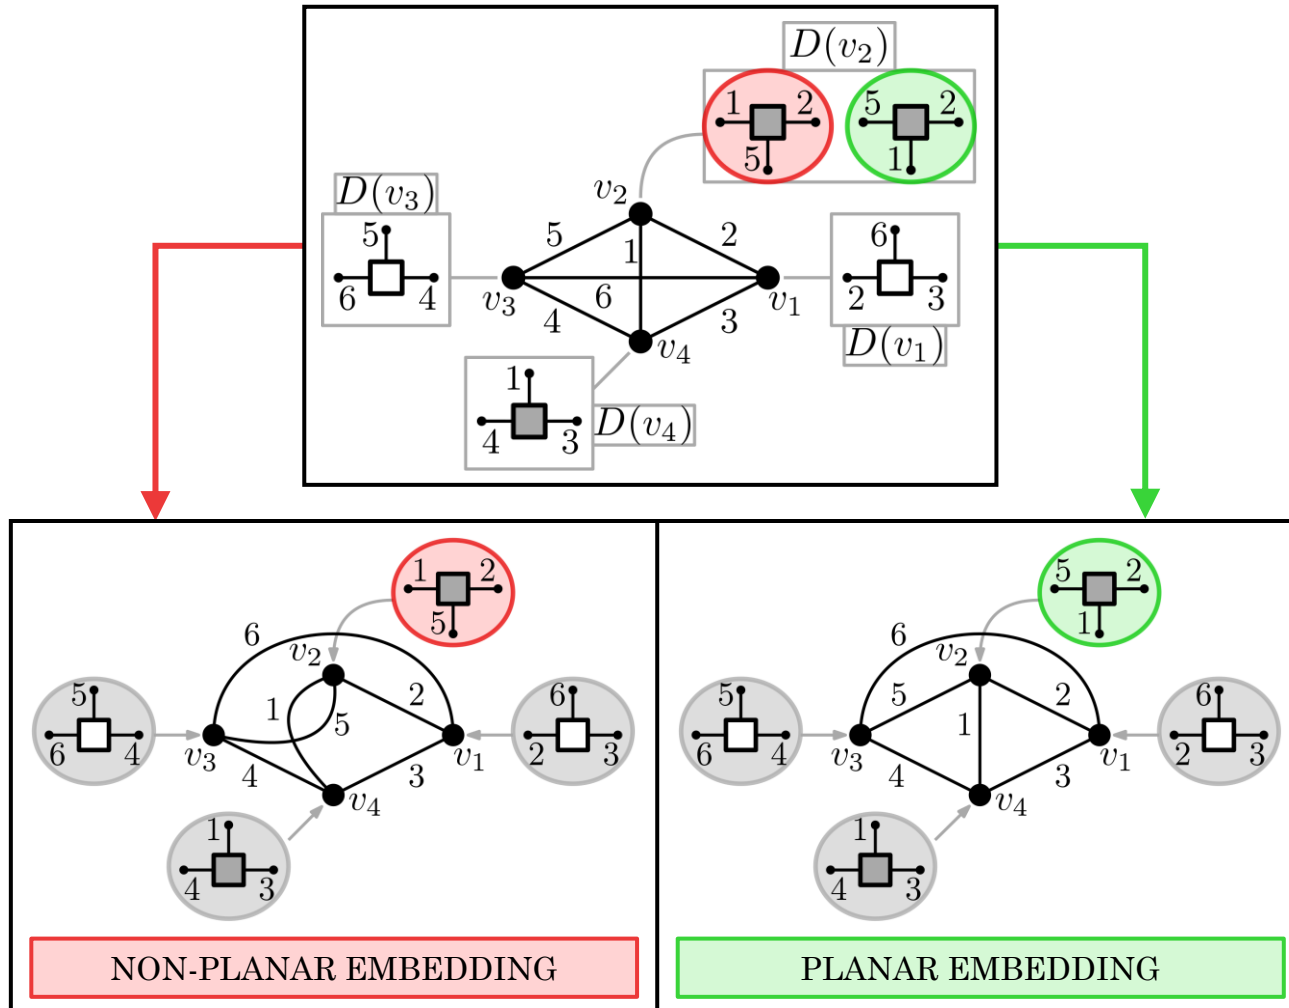 D(v₂)
1 2 5
5 2 1
D(v₃)
5 6 4
v₂
5 1 2
v₃ 6 v₁
4 3
v₄
6 2 3
D(v₁)
1 4 3
D(v₄)
1 2 5
6 v₂
1 5 2
5 6 4
v₃ v₁
6 2 3
4 3
v₄
1 4 3
NON-PLANAR EMBEDDING
5 2 1
6 v₂
5 1 2
5 6 4
v₃ v₁
6 2 3
4 3
v₄
1 4 3
PLANAR EMBEDDING